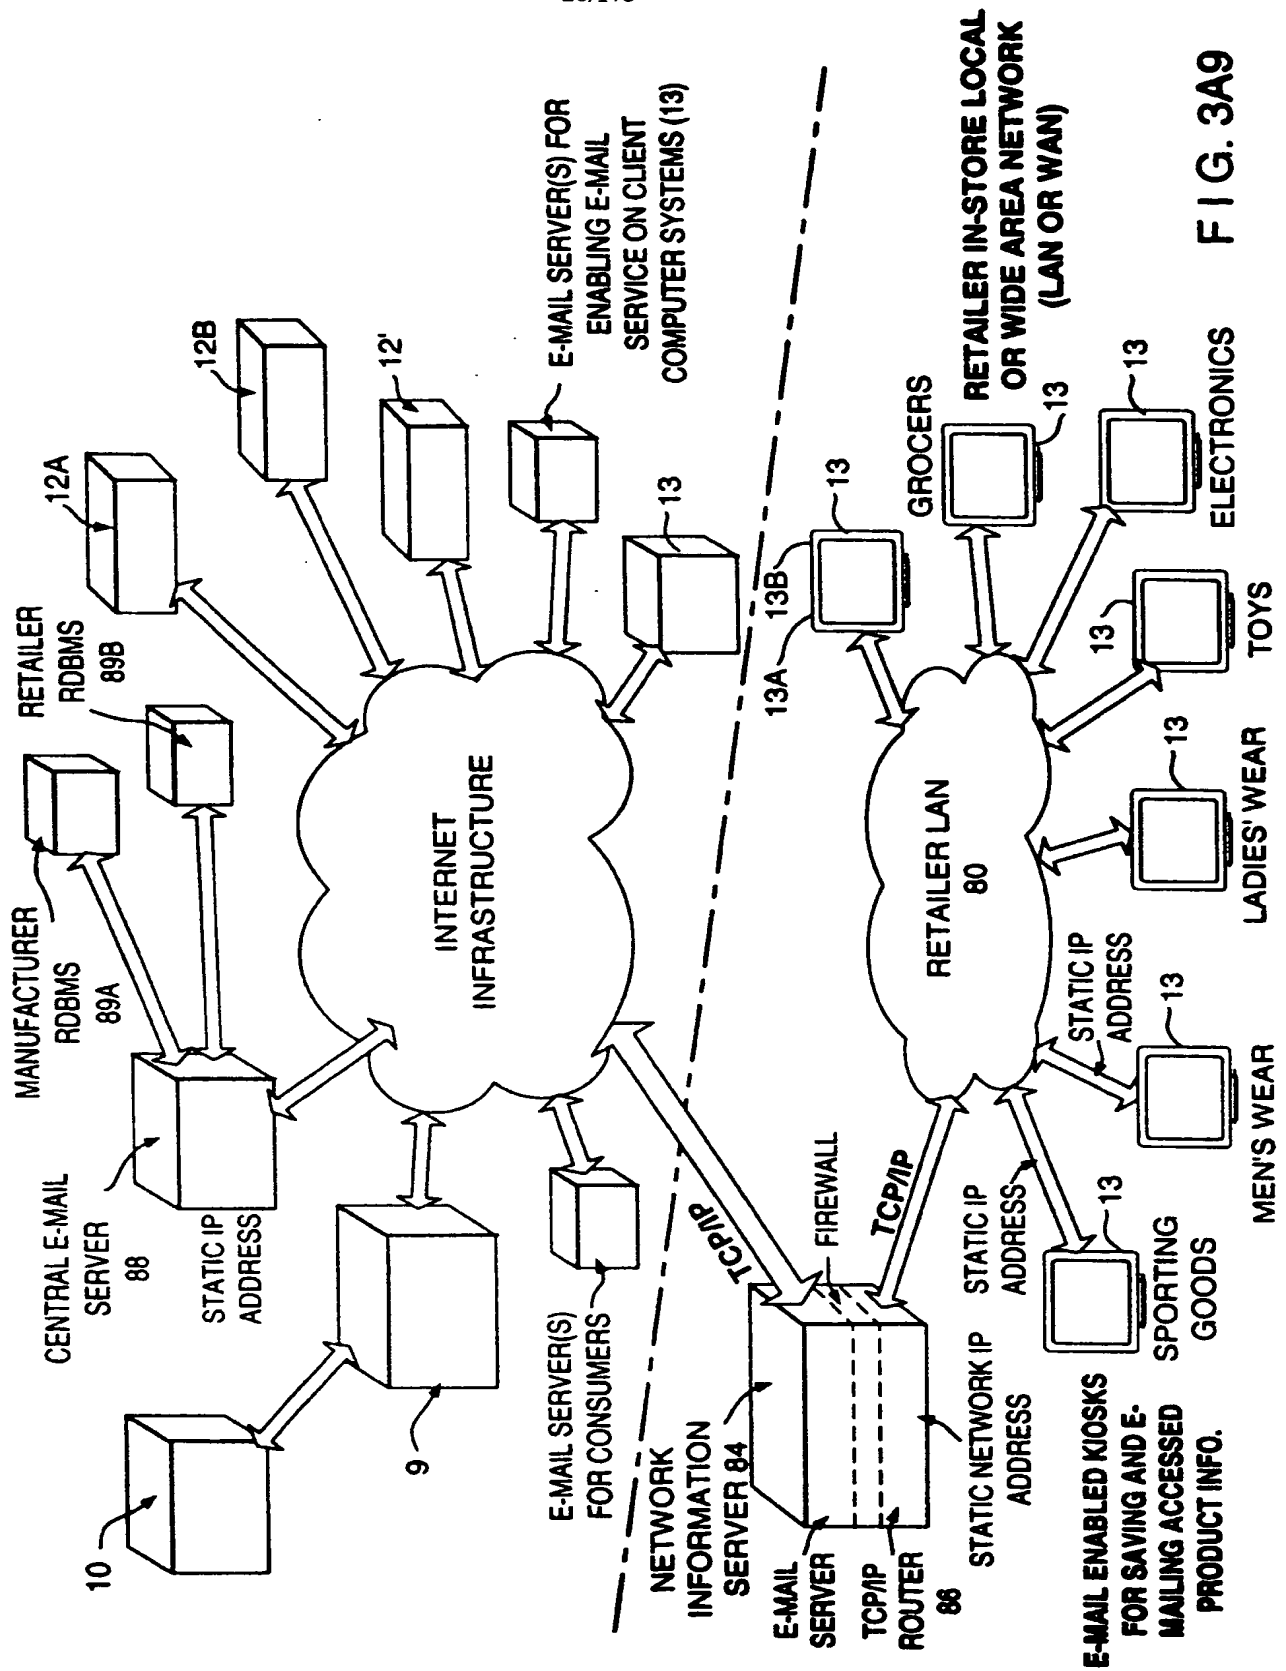 10
CENTRAL E-MAIL
SERVER
88
STATIC IP
ADDRESS
MANUFACTURER
RDBMS
89A
RETAILER
RDBMS
89B
12A
12B
12'
E-MAIL SERVER(S) FOR
ENABLING E-MAIL
SERVICE ON CLIENT
COMPUTER SYSTEMS (13)
13
9
INTERNET
INFRASTRUCTURE
E-MAIL SERVER(S)
FOR CONSUMERS
NETWORK
INFORMATION
SERVER 84
TCP/IP
FIREWALL
TCP/IP
E-MAIL
SERVER
TCP/IP
ROUTER
86
STATIC NETWORK IP
ADDRESS
RETAILER LAN
80
13A
13B
13
GROCERS
13
RETAILER IN-STORE LOCAL
OR WIDE AREA NETWORK
(LAN OR WAN)
STATIC IP
ADDRESS
STATIC IP
ADDRESS
13
13
13
13
13
SPORTING
GOODS
MEN'S WEAR
LADIES' WEAR
TOYS
ELECTRONICS
E-MAIL ENABLED KIOSKS
FOR SAVING AND E-
MAILING ACCESSED
PRODUCT INFO.
FIG. 3A9